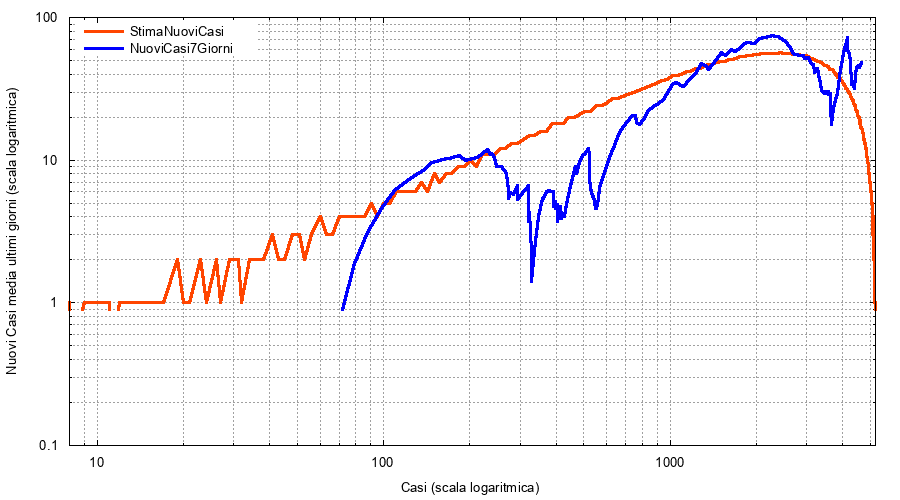 100
StimaNuoviCasi
NuoviCasi7Giorni
10
1
0.1
Nuovi Casi media ultimi giorni (scala logaritmica)
10 100 1000
Casi (scala logaritmica)